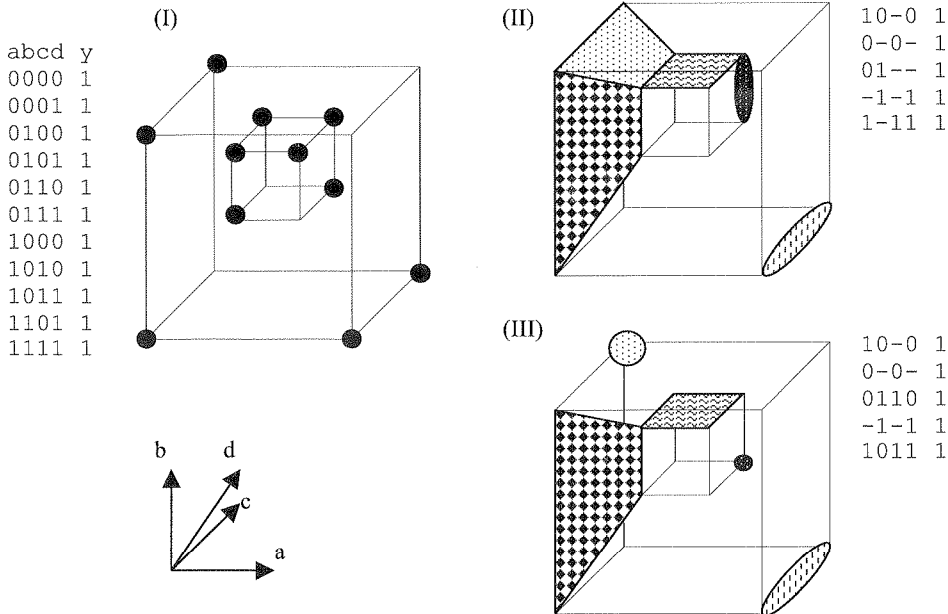 (I)
abcd y
0000 1
0001 1
0100 1
0101 1
0110 1
0111 1
1000 1
1010 1
1011 1
1101 1
1111 1
b
d
c
a
(II)
10-0 1
0-0- 1
01-- 1
-1-1 1
1-11 1
(III)
10-0 1
0-0- 1
0110 1
-1-1 1
1011 1